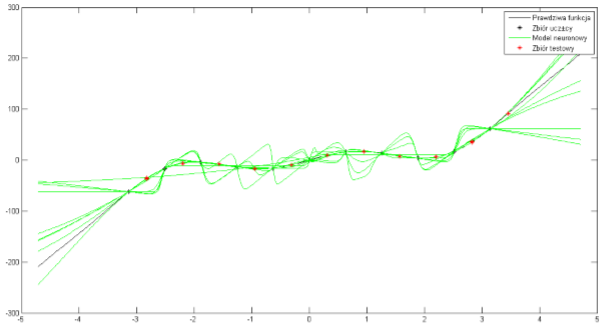 300
200
100
0
-100
-200
-300
-5 -4 -3 -2 -1 0 1 2 3 4 5
Prawdziwa funkcja
Zbiór uczący
Model neuronowy
Zbiór testowy